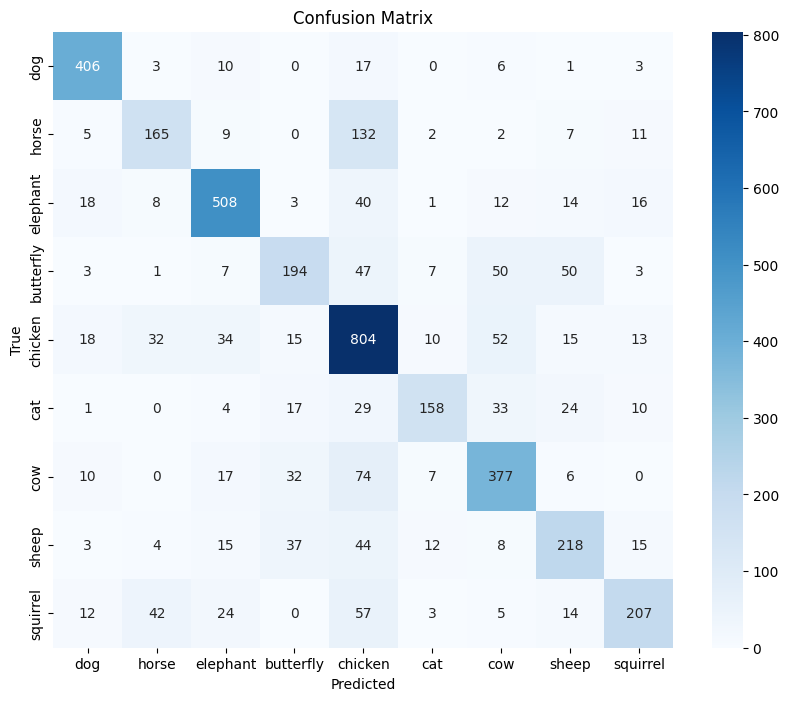 Confusion Matrix
dog 406 3 10 0 17 0 6 1 3
horse 5 165 9 0 132 2 2 7 11
elephant 18 8 508 3 40 1 12 14 16
butterfly 3 1 7 194 47 7 50 50 3
chicken 18 32 34 15 804 10 52 15 13
cat 1 0 4 17 29 158 33 24 10
cow 10 0 17 32 74 7 377 6 0
sheep 3 4 15 37 44 12 8 218 15
squirrel 12 42 24 0 57 3 5 14 207
dog horse elephant butterfly chicken cat cow sheep squirrel
Predicted
True
800
700
600
500
400
300
200
100
0